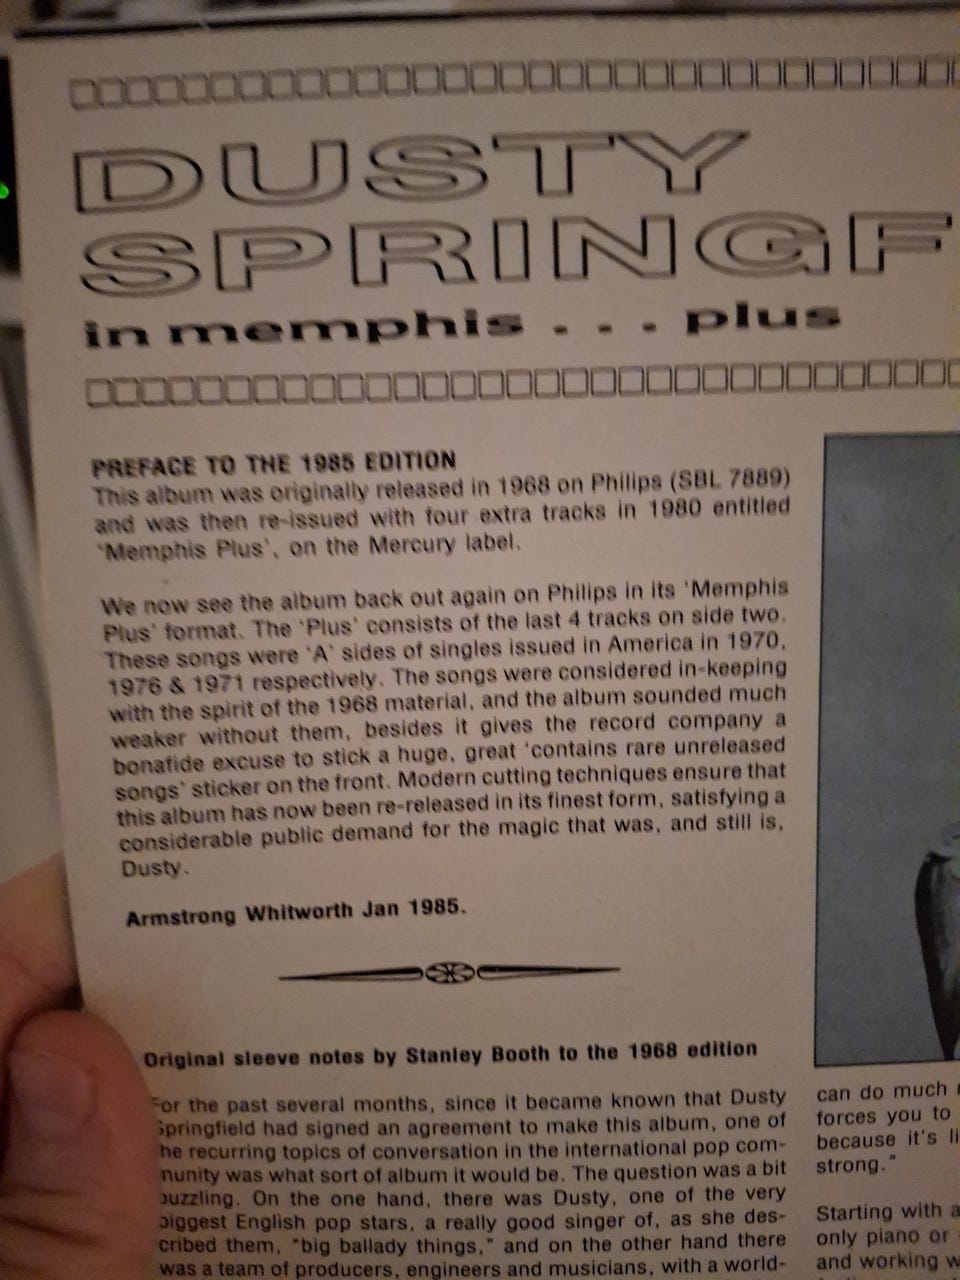 DUSTY
SPRINGF
in memphis . . . plus
PREFACE TO THE 1985 EDITION
This album was originally released in 1968 on Philips (SBL 7889)
and was then re-issued with four extra tracks in 1980 entitled
'Memphis Plus', on the Mercury label.
We now see the album back out again on Philips in its 'Memphis
Plus' format. The 'Plus' consists of the last 4 tracks on side two.
These songs were 'A' sides of singles issued in America in 1970,
1976 & 1971 respectively. The songs were considered in-keeping
with the spirit of the 1968 material, and the album sounded much
weaker without them, besides it gives the record company a
bonafide excuse to stick a huge, great 'contains rare unreleased
songs' sticker on the front. Modern cutting techniques ensure that
this album has now been re-released in its finest form, satisfying a
considerable public demand for the magic that was, and still is,
Dusty.
Armstrong Whitworth Jan 1985.
Original sleeve notes by Stanley Booth to the 1968 edition
For the past several months, since it became known that Dusty
Springfield had signed an agreement to make this album, one of
he recurring topics of conversation in the international pop com-
munity was what sort of album it would be. The question was a bit
puzzling. On the one hand, there was Dusty, one of the very
biggest English pop stars, a really good singer of, as she des-
cribed them, "big ballady things," and on the other hand there
was a team of producers, engineers and musicians, with a world-
can do much
forces you to
because it's li
strong."
Starting with a
only piano or
and working w